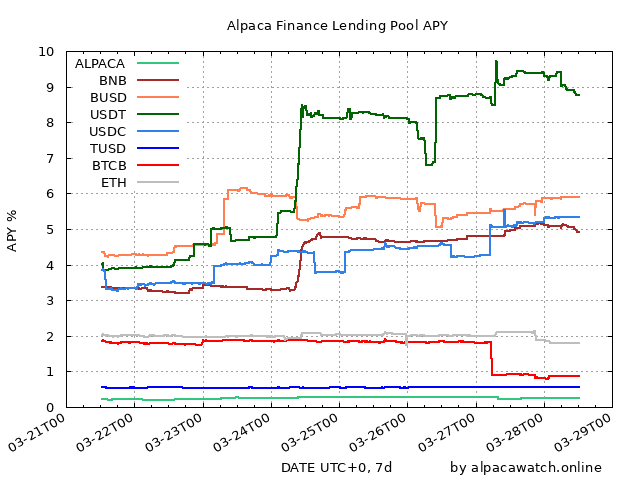 Alpaca Finance Lending Pool APY
10
9
8
7
6
5
4
3
2
1
0
APY %
ALPACA
BNB
BUSD
USDT
USDC
TUSD
BTCB
ETH
03-21T00
03-22T00
03-23T00
03-24T00
03-25T00
03-26T00
03-27T00
03-28T00
03-29T00
DATE UTC+0, 7d
by alpacawatch.online